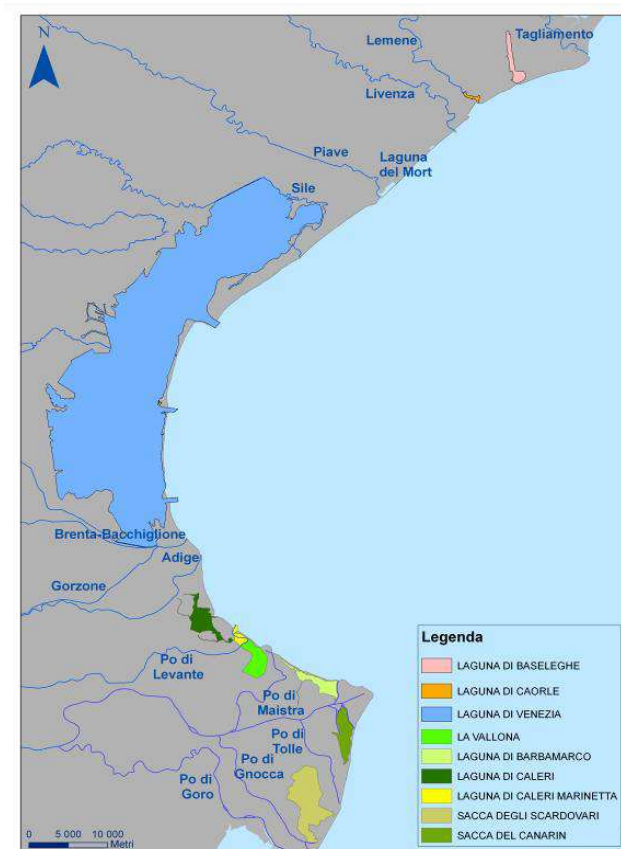 N
Tagliamento
Lemene
Livenza
Piave
Laguna
del Mort
Sile
Brenta-Bacchiglione
Adige
Gorzone
Po di
Levante
Po di
Maistra
Po di
Tolle
Po di
Gnocca
Po di
Goro
0 5 000 10 000
Metri
Legenda
LAGUNA DI BASELEGHE
LAGUNA DI CAORLE
LAGUNA DI VENEZIA
LA VALLONA
LAGUNA DI BARBAMARCO
LAGUNA DI CALERI
LAGUNA DI CALERI MARINETTA
SACCA DEGLI SCARDOVARI
SACCA DEL CANARIN